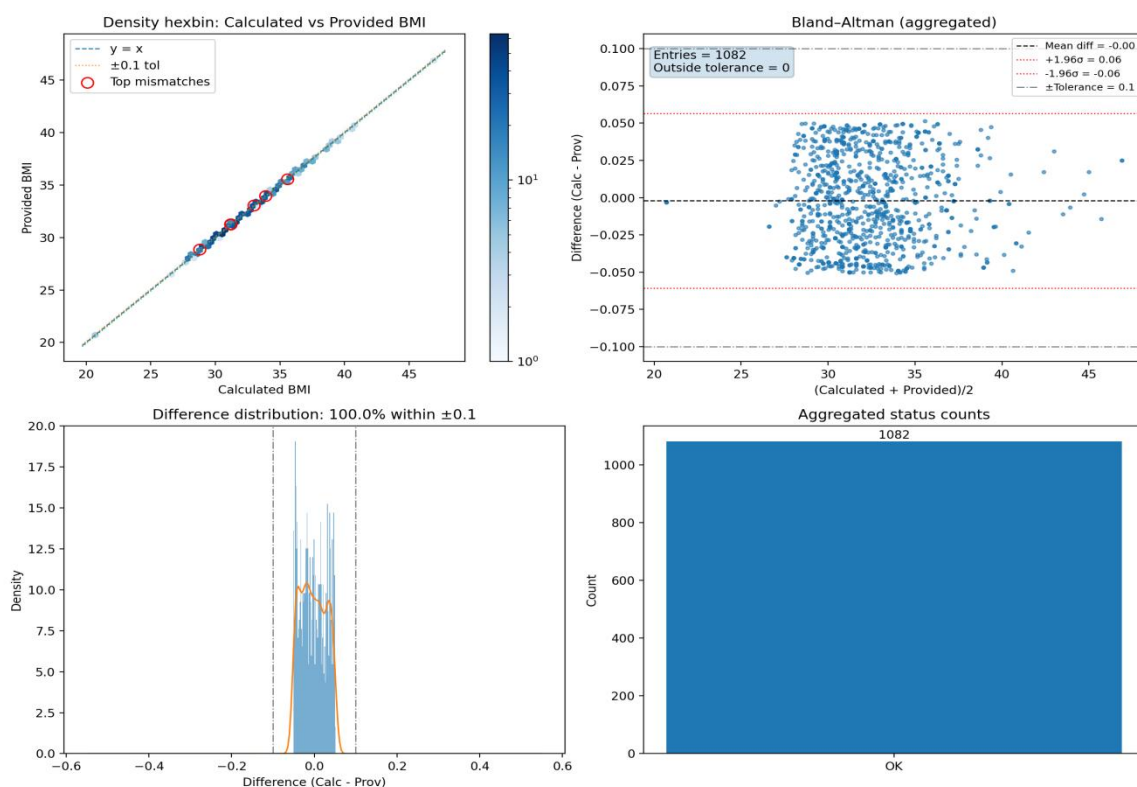 Density hexbin: Calculated vs Provided BMI
y = x
±0.1 tol
Top mismatches
Provided BMI
45
40
35
30
25
20
20 25 30 35 40 45
Calculated BMI
10¹
10⁰
Bland–Altman (aggregated)
Entries = 1082
Outside tolerance = 0
Mean diff = -0.00
+1.96σ = 0.06
-1.96σ = -0.06
±Tolerance = 0.1
Difference (Calc - Prov)
0.100
0.075
0.050
0.025
0.000
−0.025
−0.050
−0.075
−0.100
20 25 30 35 40 45
(Calculated + Provided)/2
Difference distribution: 100.0% within ±0.1
Density
20.0
17.5
15.0
12.5
10.0
7.5
5.0
2.5
0.0
−0.6 −0.4 −0.2 0.0 0.2 0.4 0.6
Difference (Calc - Prov)
Aggregated status counts
1082
Count
1000
800
600
400
200
0
OK